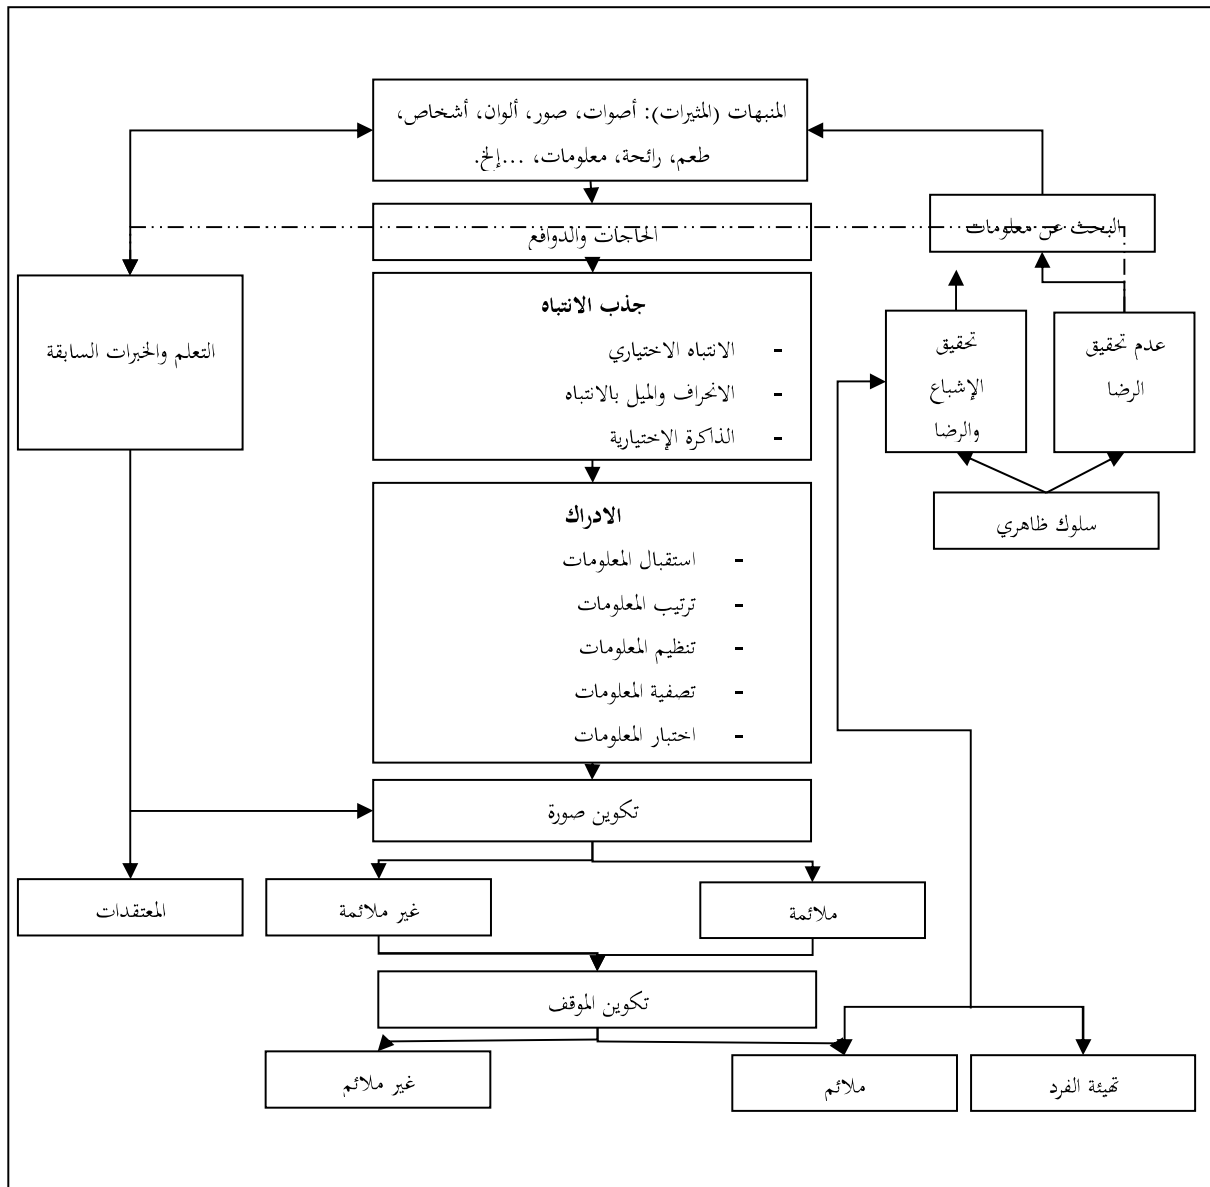 المنبهات (المثيرات): أصوات، صور، ألوان، أشخاص،
طعم، رائحة، معلومات، ...إلخ.
البحث عن معلومات
الحاجات والدوافع
جذب الانتباه
- الانتباه الاختياري
- الانحراف والميل بالانتباه
- الذاكرة الإختيارية
التعلم والخبرات السابقة
عدم تحقيق
الرضا
تحقيق
الإشباع
والرضا
سلوك ظاهري
الادراك
- استقبال المعلومات
- ترتيب المعلومات
- تنظيم المعلومات
- تصفية المعلومات
- اختبار المعلومات
تكوين صورة
ملائمة
غير ملائمة
المعتقدات
تكوين الموقف
تهيئة الفرد
ملائم
غير ملائم